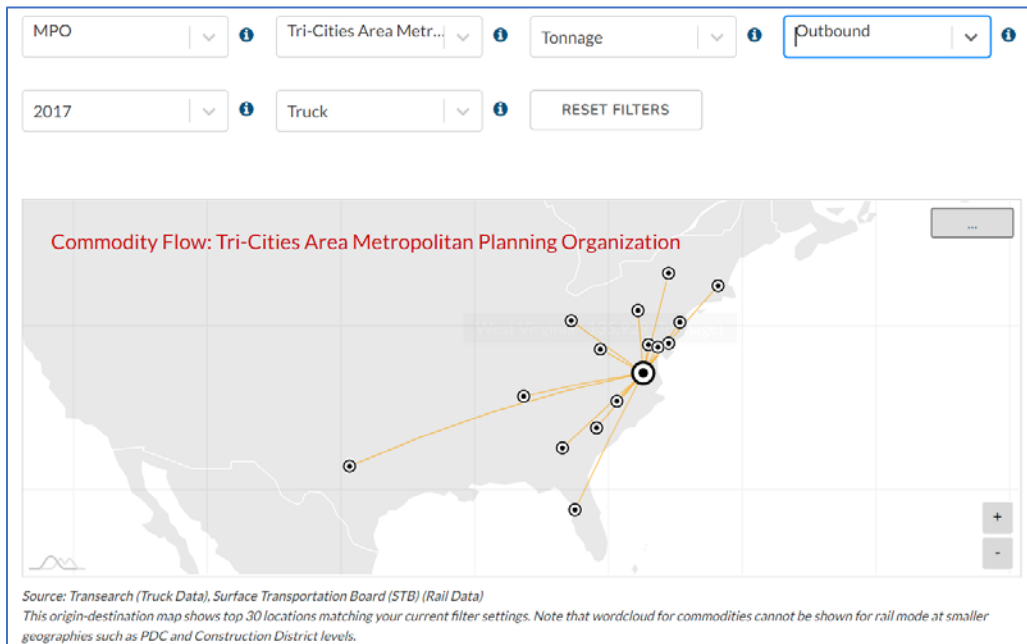 MPO Tri-Cities Area Metr... Tonnage Outbound
2017 Truck RESET FILTERS
...
Commodity Flow: Tri-Cities Area Metropolitan Planning Organization
+
-
Source: Transearch (Truck Data), Surface Transportation Board (STB) (Rail Data)
This origin-destination map shows top 30 locations matching your current filter settings. Note that wordcloud for commodities cannot be shown for rail mode at smaller
geographies such as PDC and Construction District levels.